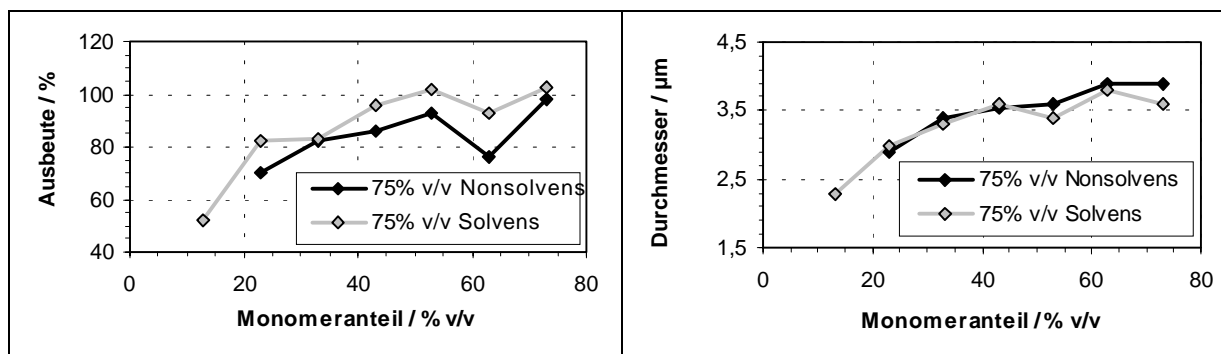 120
100
80
60
40
0 20 40 60 80
Ausbeute / %
Monomeranteil / % v/v
75% v/v Nonsolvens
75% v/v Solvens
4,5
3,5
2,5
1,5
0 20 40 60 80
Durchmesser / µm
Monomeranteil / % v/v
75% v/v Nonsolvens
75% v/v Solvens